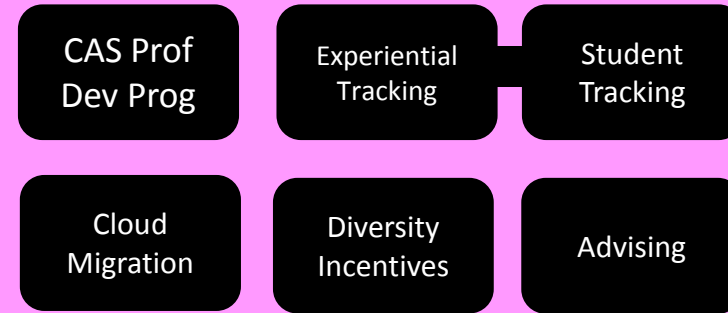 CAS Prof
Dev Prog
Experiential
Tracking
Student
Tracking
Cloud
Migration
Diversity
Incentives
Advising